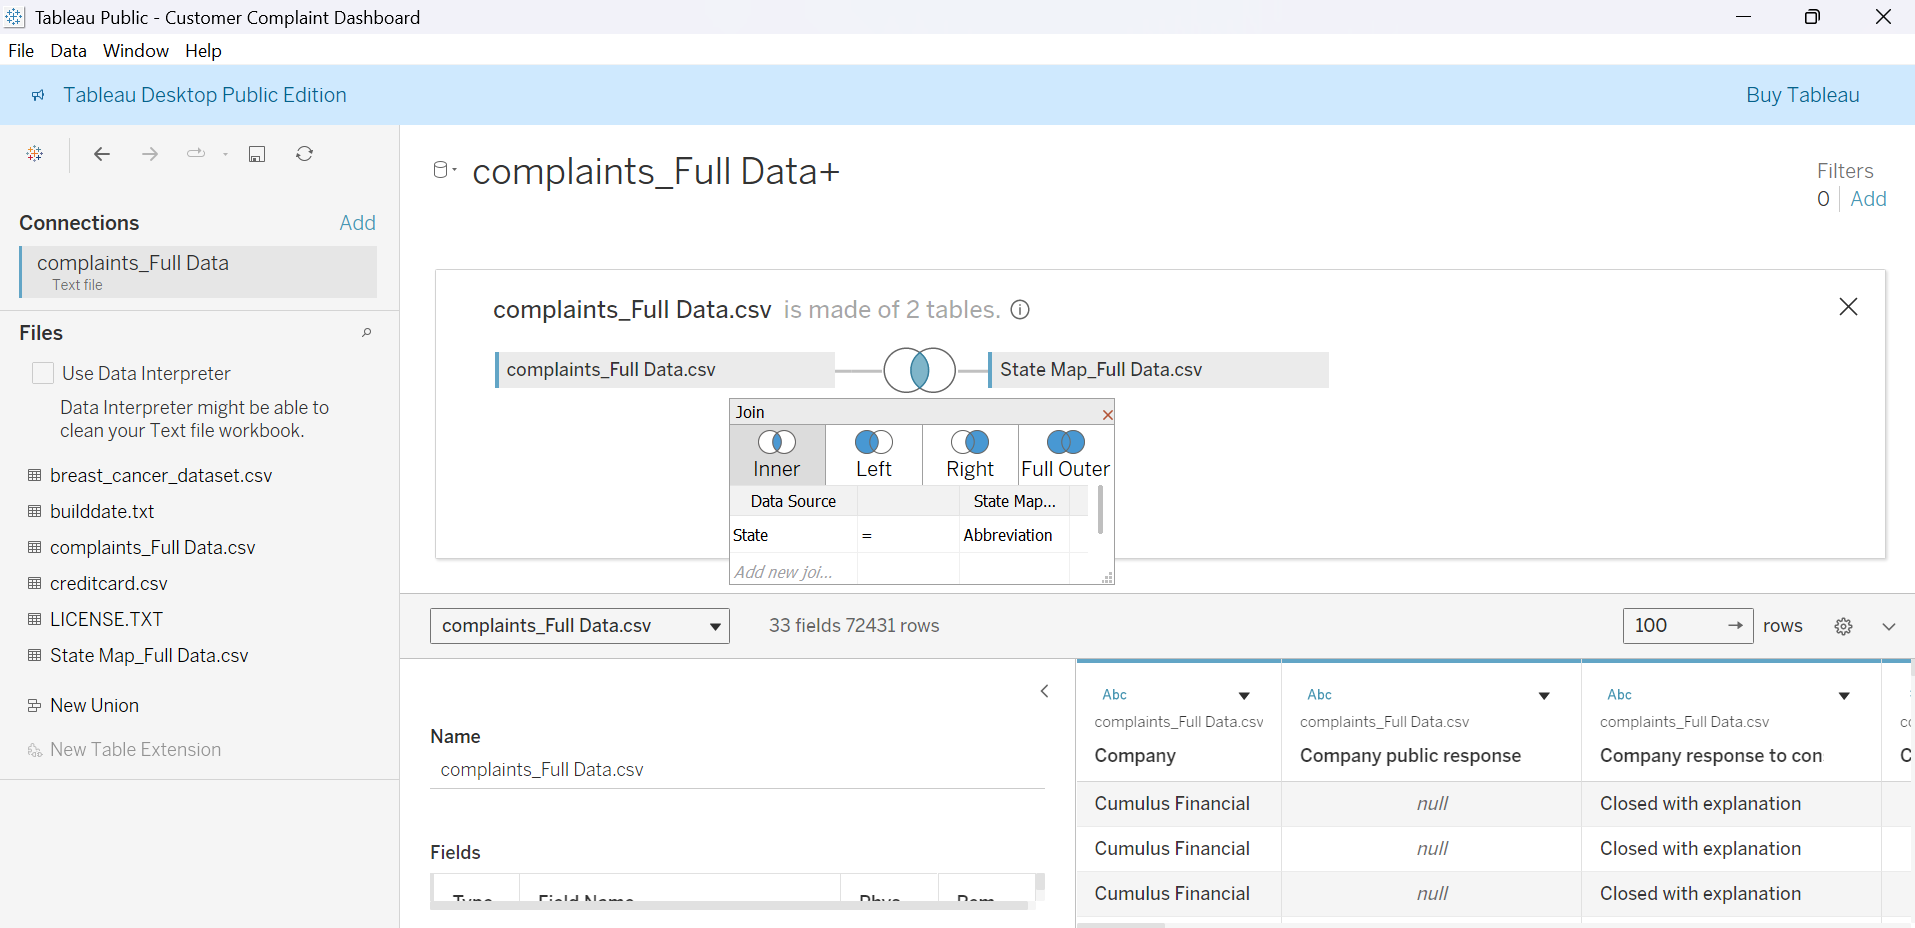 Tableau Public - Customer Complaint Dashboard
File Data Window Help
Tableau Desktop Public Edition
Buy Tableau
Connections
Add
complaints_Full Data
Text file
Files
Use Data Interpreter
Data Interpreter might be able to
clean your Text file workbook.
breast_cancer_dataset.csv
builddate.txt
complaints_Full Data.csv
creditcard.csv
LICENSE.TXT
State Map_Full Data.csv
New Union
New Table Extension
complaints_Full Data+
Filters
0 Add
complaints_Full Data.csv is made of 2 tables.
complaints_Full Data.csv
State Map_Full Data.csv
Join
Inner Left Right Full Outer
Data Source State Map...
State = Abbreviation
Add new joi...
complaints_Full Data.csv
33 fields 72431 rows
100 rows
Name
complaints_Full Data.csv
Fields
Type Field Name Phys Rem
Abc Abc Abc
complaints_Full Data.csv complaints_Full Data.csv complaints_Full Data.csv
Company Company public response Company response to con
Cumulus Financial null Closed with explanation
Cumulus Financial null Closed with explanation
Cumulus Financial null Closed with explanation